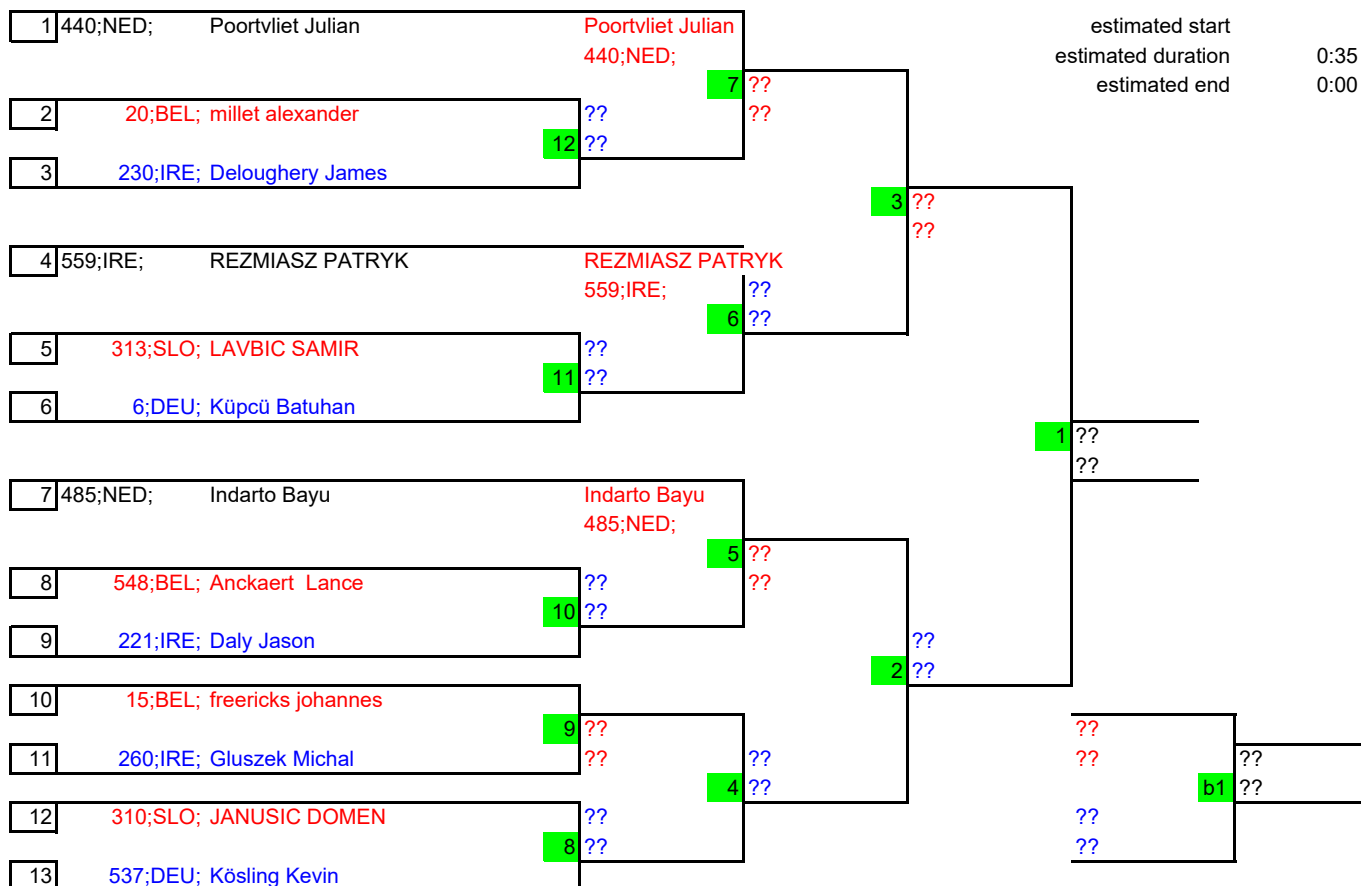 1 440;NED; Poortvliet Julian Poortvliet Julian estimated start
440;NED; estimated duration 0:35
7 ?? estimated end 0:00
2 20;BEL; millet alexander ?? ??
12 ??
3 230;IRE; Deloughery James
3 ??
??
4 559;IRE; REZMIASZ PATRYK REZMIASZ PATRYK
559;IRE; ??
6 ??
5 313;SLO; LAVBIC SAMIR ??
11 ??
6 6;DEU; Küpcü Batuhan
1 ??
??
7 485;NED; Indarto Bayu Indarto Bayu
485;NED;
5 ??
8 548;BEL; Anckaert Lance ?? ??
10 ??
9 221;IRE; Daly Jason ??
2 ??
10 15;BEL; freericks johannes
9 ?? ??
11 260;IRE; Gluszek Michal ?? ?? ?? ??
4 ?? b1 ??
12 310;SLO; JANUSIC DOMEN ?? ??
8 ?? ??
13 537;DEU; Kösling Kevin